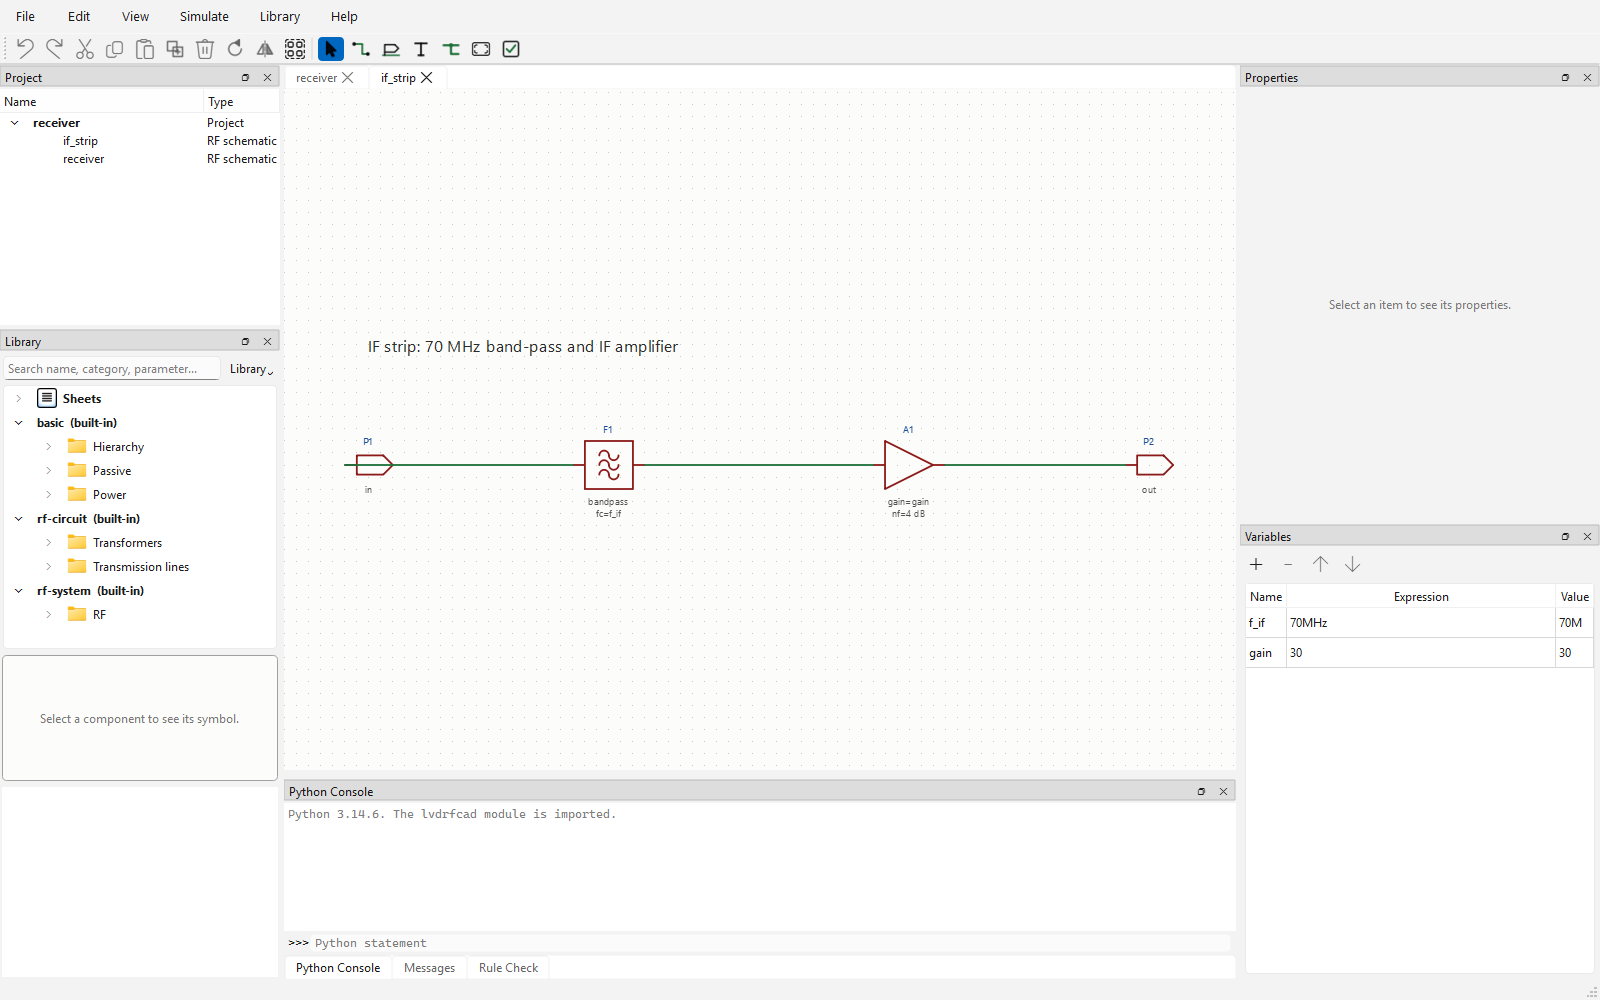 File Edit View Simulate Library Help
Project
Name Type
receiver Project
if_strip RF schematic
receiver RF schematic
Library
Search name, category, parameter... Library
Sheets
basic (built-in)
Hierarchy
Passive
Power
rf-circuit (built-in)
Transformers
Transmission lines
rf-system (built-in)
RF
Select a component to see its symbol.
receiver if_strip
IF strip: 70 MHz band-pass and IF amplifier
P1
in
F1
bandpass
fc=f_if
A1
gain=gain
nf=4 dB
P2
out
Python Console
Python 3.14.6. The lvdrfcad module is imported.
>>> Python statement
Python Console Messages Rule Check
Properties
Select an item to see its properties.
Variables
Name Expression Value
f_if 70MHz 70M
gain 30 30